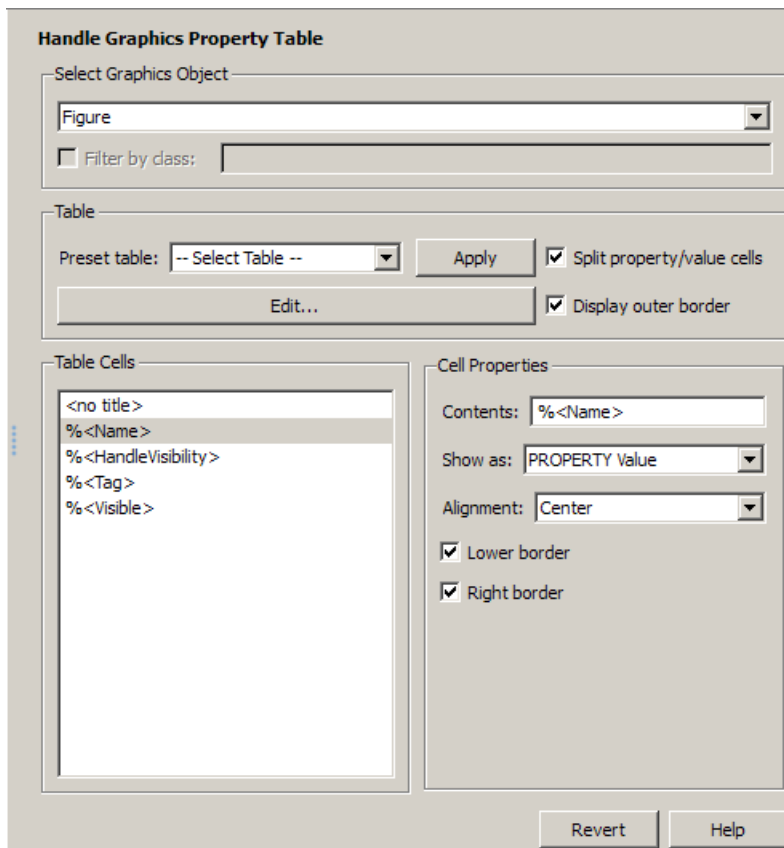 Handle Graphics Property Table
Select Graphics Object
Figure
Filter by class:
Table
Preset table: -- Select Table -- Apply Split property/value cells
Edit... Display outer border
Table Cells
<no title>
%<Name>
%<HandleVisibility>
%<Tag>
%<Visible>
Cell Properties
Contents: %<Name>
Show as: PROPERTY Value
Alignment: Center
Lower border
Right border
Revert Help